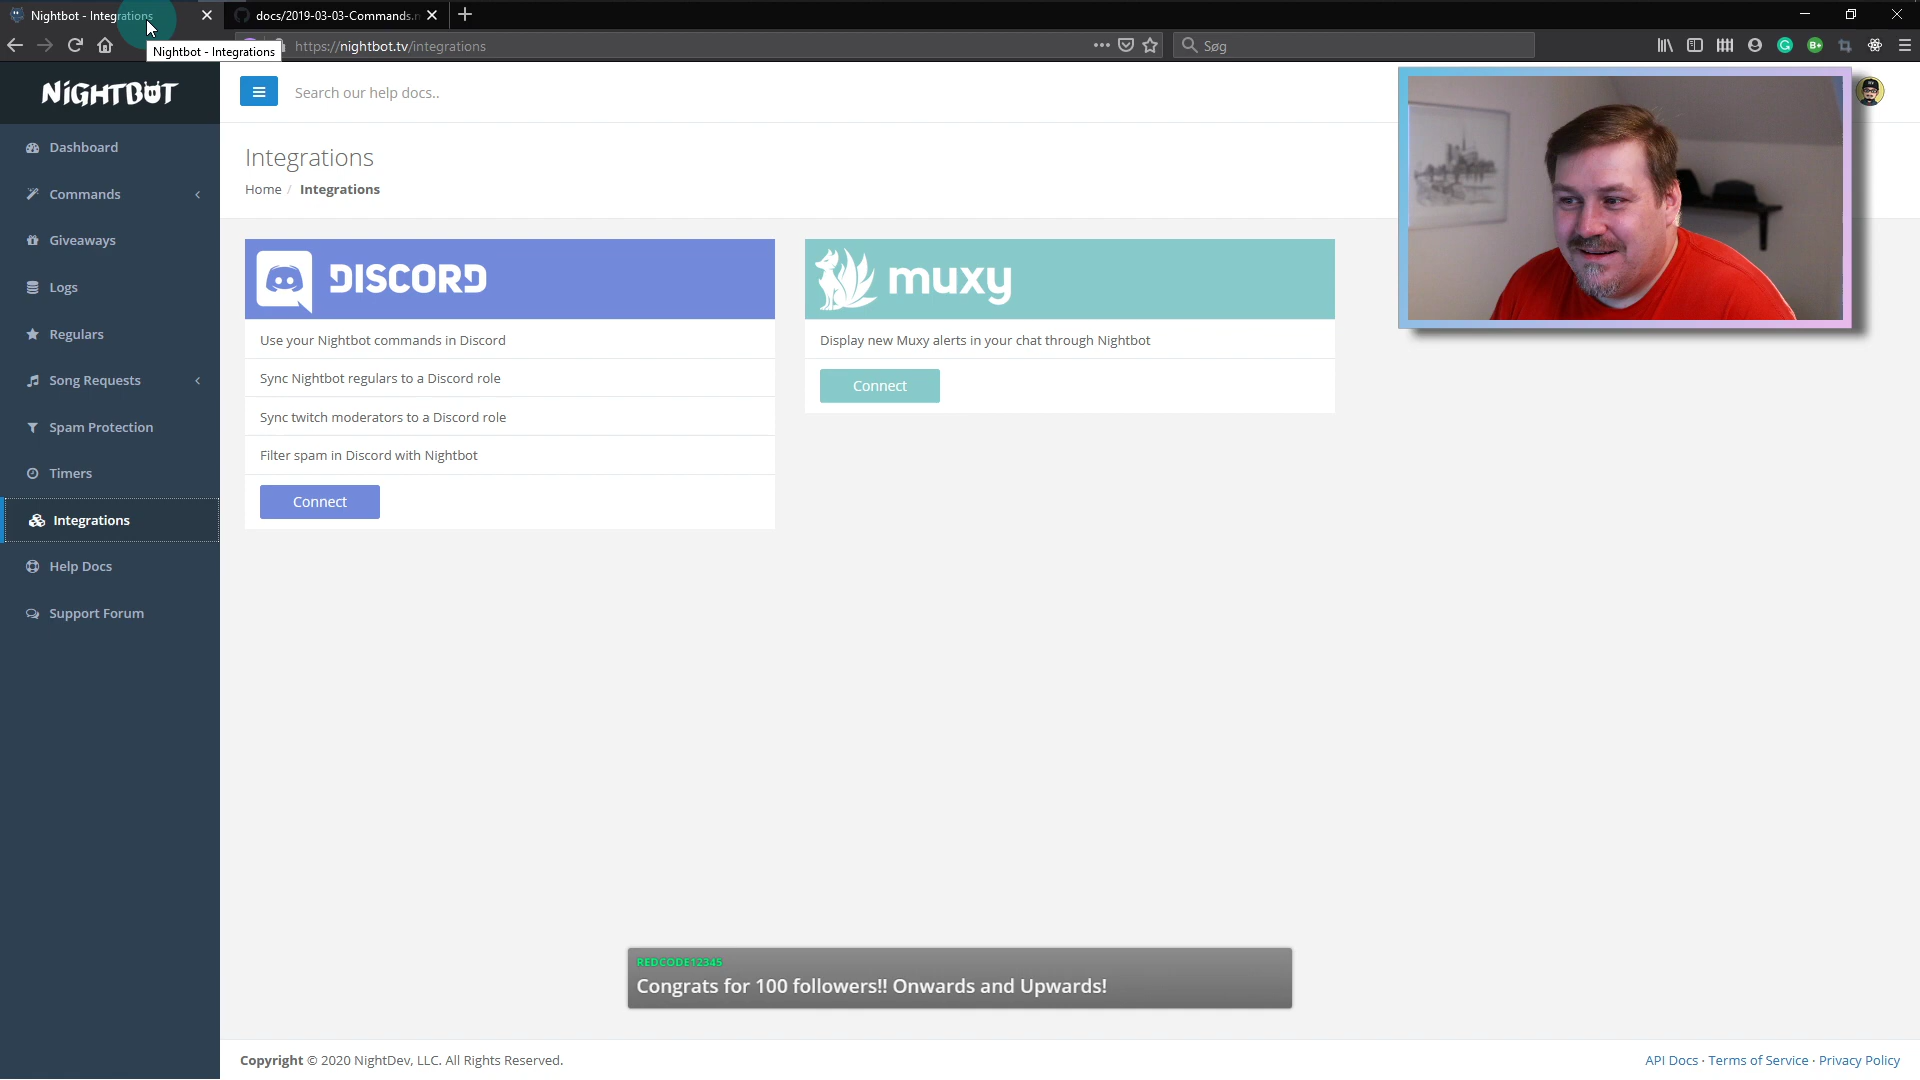 Nightbot - Integrations
docs/2019-03-03-Commands.
Nightbot - Integrations
https://nightbot.tv/integrations
Søg
NiGHTBOT
Search our help docs..
Dashboard
Commands
Giveaways
Logs
Regulars
Song Requests
Spam Protection
Timers
Integrations
Help Docs
Support Forum
Integrations
Home / Integrations
DISCORD
Use your Nightbot commands in Discord
Sync Nightbot regulars to a Discord role
Sync twitch moderators to a Discord role
Filter spam in Discord with Nightbot
Connect
muxy
Display new Muxy alerts in your chat through Nightbot
Connect
REDCODE12345
Congrats for 100 followers!! Onwards and Upwards!
Copyright © 2020 NightDev, LLC. All Rights Reserved.
API Docs · Terms of Service · Privacy Policy